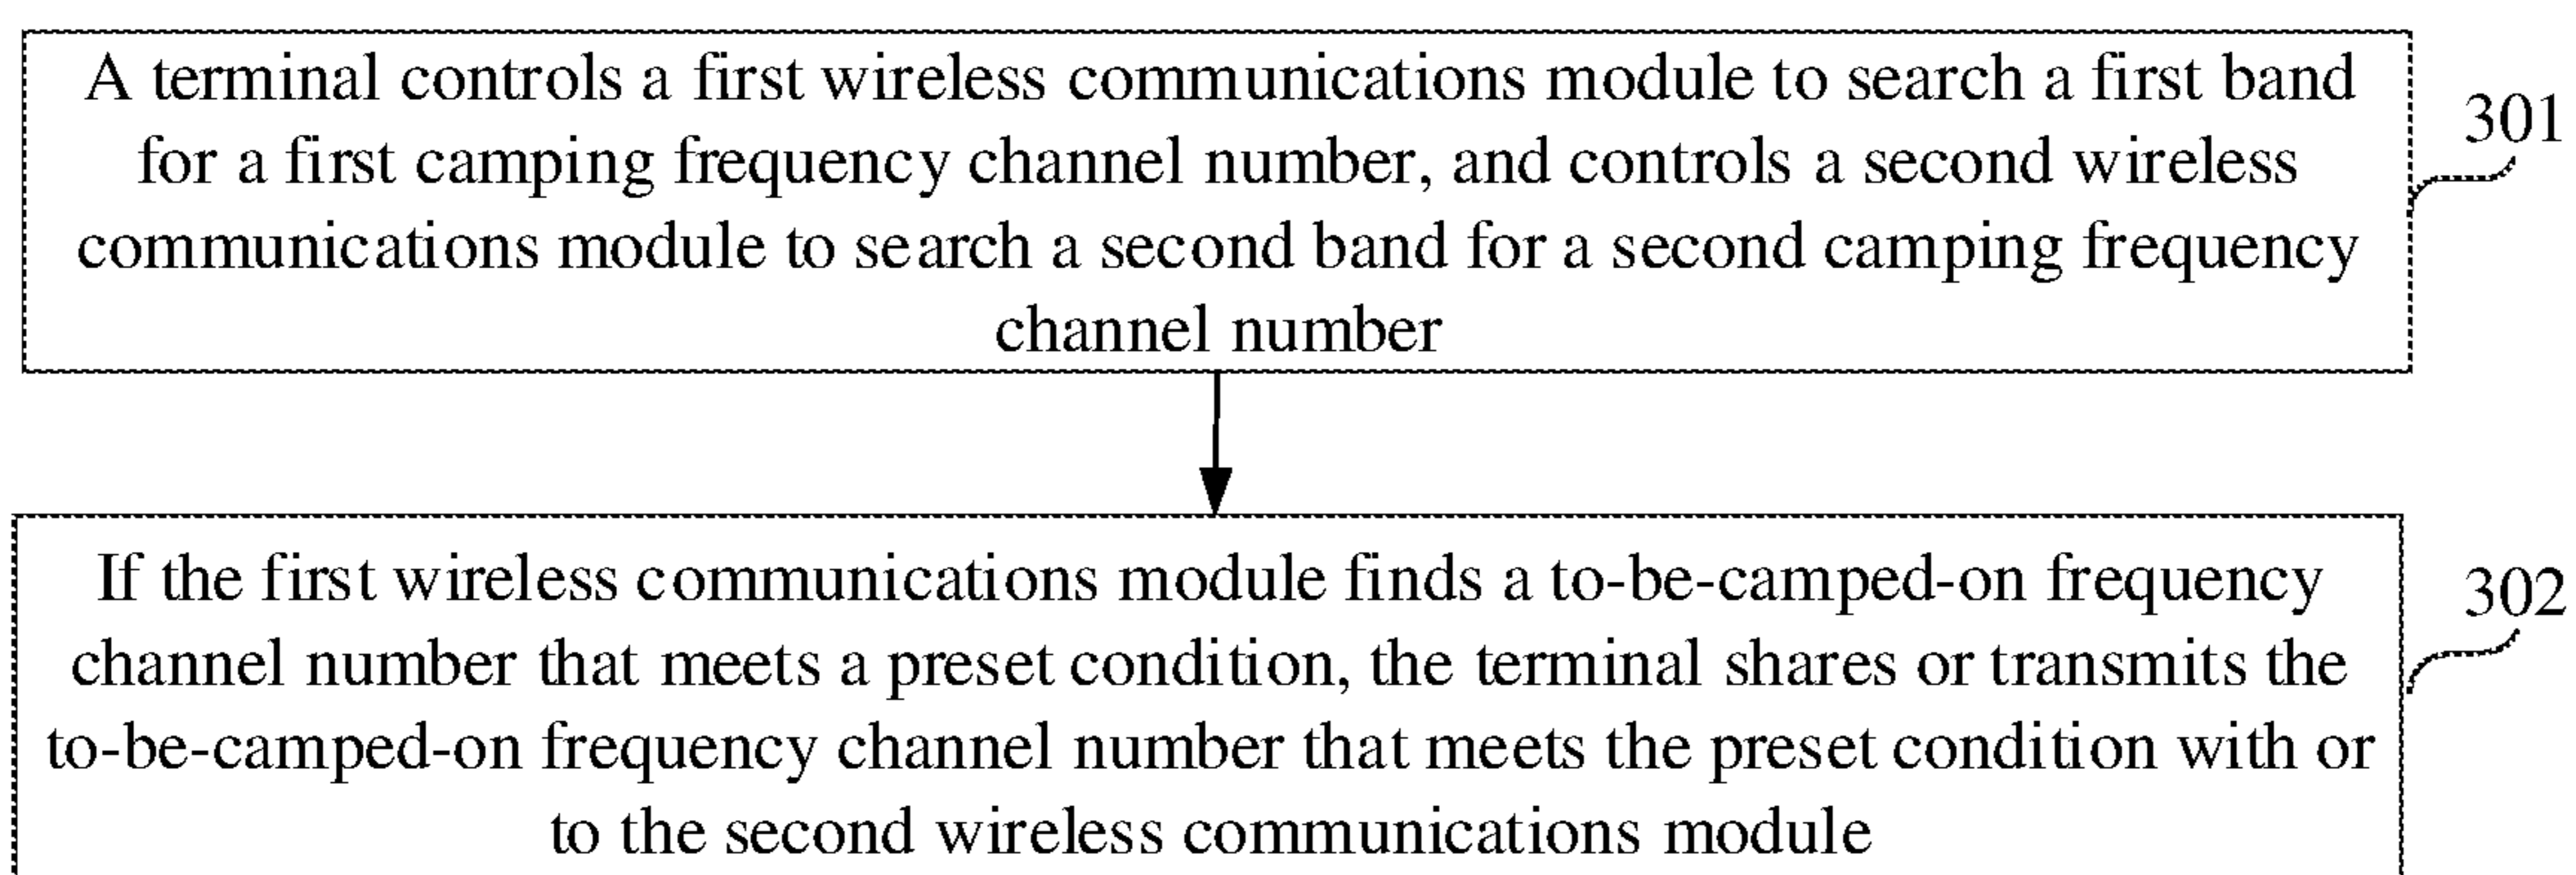 A terminal controls a first wireless communications module to search a first band
for a first camping frequency channel number, and controls a second wireless
communications module to search a second band for a second camping frequency
channel number
301
If the first wireless communications module finds a to-be-camped-on frequency
channel number that meets a preset condition, the terminal shares or transmits the
to-be-camped-on frequency channel number that meets the preset condition with or
to the second wireless communications module
302